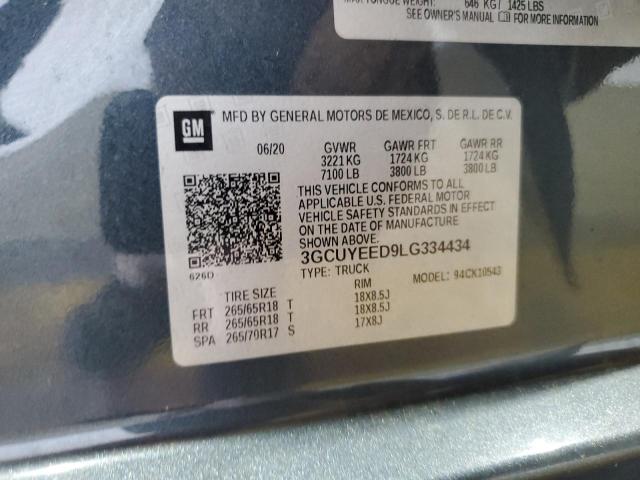 646 KG / 1425 LBS
SEE OWNER'S MANUAL FOR MORE INFORMATION
GM
MFD BY GENERAL MOTORS DE MEXICO, S. DE R.L. DE C.V.
06/20 GVWR GAWR FRT GAWR RR
3221 KG 1724 KG 1724 KG
7100 LB 3800 LB 3800 LB
THIS VEHICLE CONFORMS TO ALL
APPLICABLE U.S. FEDERAL MOTOR
VEHICLE SAFETY STANDARDS IN EFFECT
ON THE DATE OF MANUFACTURE
SHOWN ABOVE.
3GCUYEED9LG334434
TYPE: TRUCK MODEL: 94CK10543
626D
TIRE SIZE RIM
FRT 265/65R18 T 18X8.5J
RR 265/65R18 T 18X8.5J
SPA 265/70R17 S 17X8J